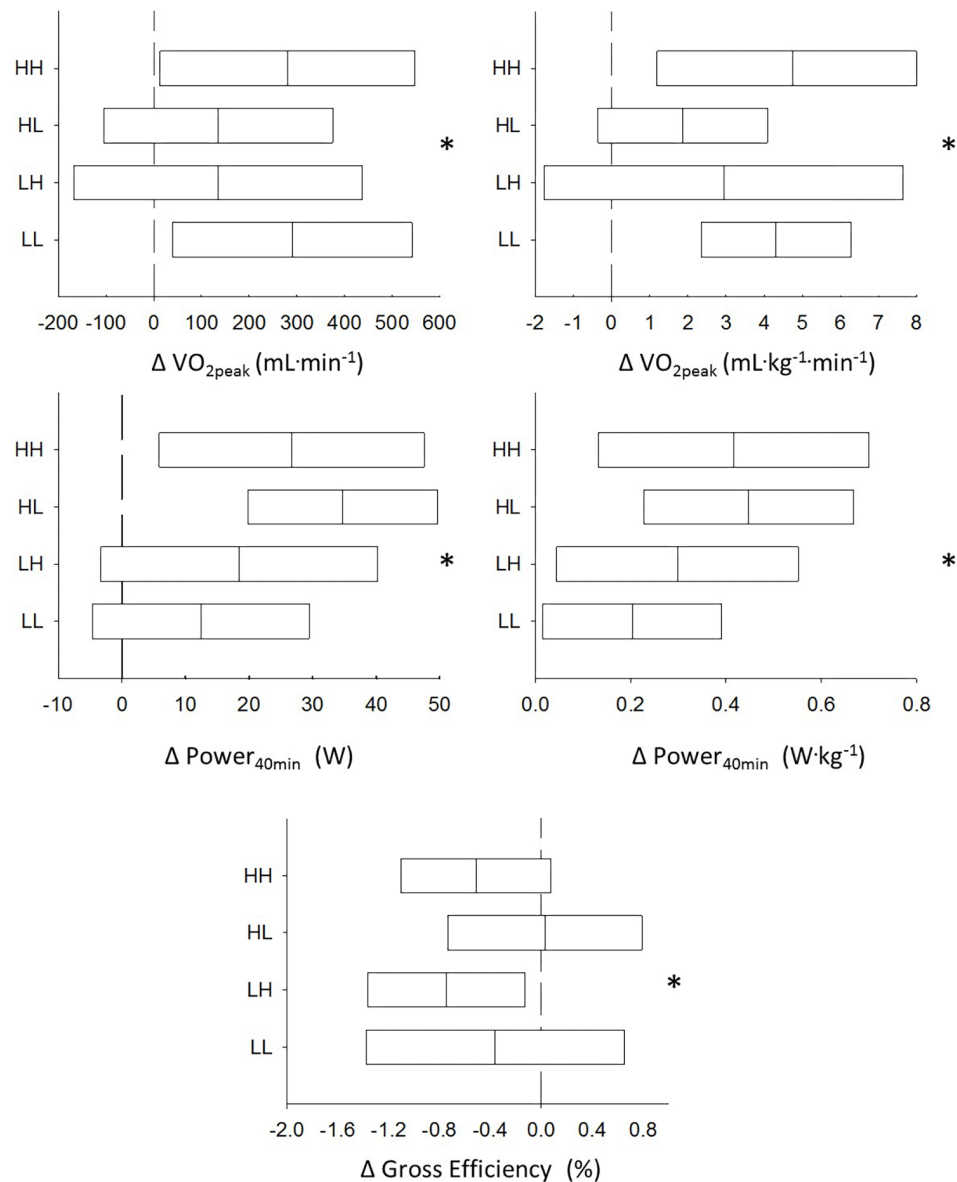 HH
HL
*
LH
LL
-200 -100 0 100 200 300 400 500 600
Δ VO2peak (mL·min-1)
HH
HL
*
LH
LL
-2 -1 0 1 2 3 4 5 6 7 8
Δ VO2peak (mL·kg-1·min-1)
HH
HL
LH *
LL
-10 0 10 20 30 40 50
Δ Power40min (W)
HH
HL
LH *
LL
0.0 0.2 0.4 0.6 0.8
Δ Power40min (W·kg-1)
HH
HL
LH *
LL
-2.0 -1.6 -1.2 -0.8 -0.4 0.0 0.4 0.8
Δ Gross Efficiency (%)